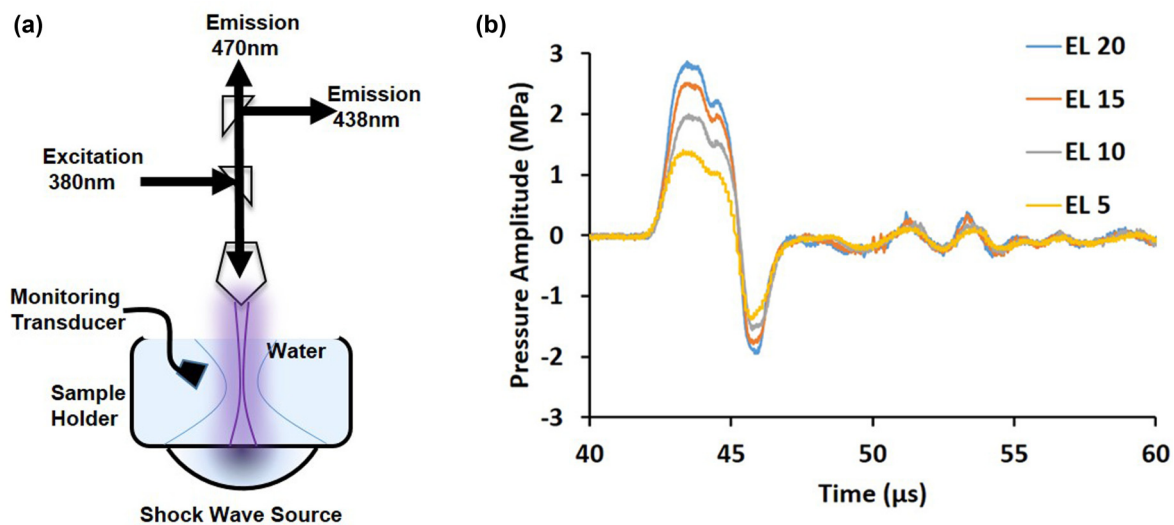 (a)
Emission
470nm
Emission
438nm
Excitation
380nm
Monitoring
Transducer
Water
Sample
Holder
Shock Wave Source
(b)
Pressure Amplitude (MPa)
3
2
1
0
-1
-2
-3
40
45
50
55
60
Time (μs)
EL 20
EL 15
EL 10
EL 5